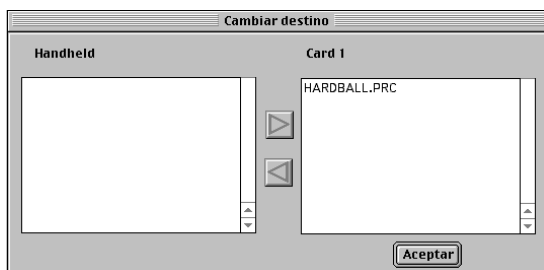 Cambiar destino
Handheld
Card 1
HARDBALL.PRC
Aceptar